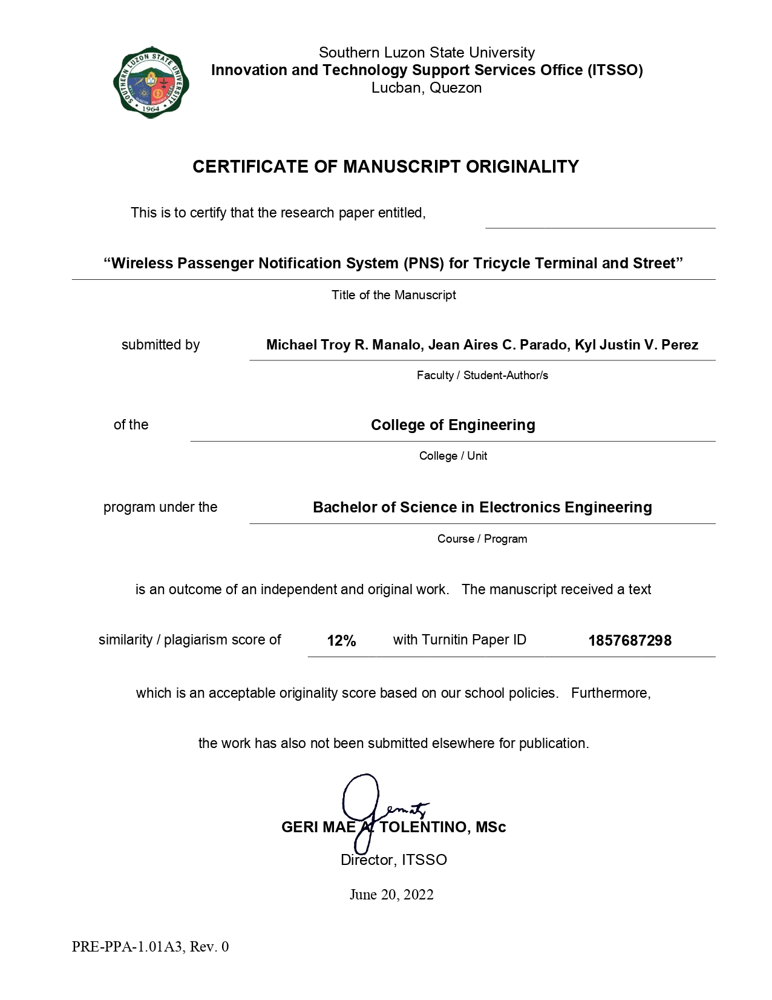 Southern Luzon State University
Innovation and Technology Support Services Office (ITSSO)
Lucban, Quezon
SOUTHERN LUZON STATE UNIVERSITY
QUEZON PROVINCE
• 1964 •
CERTIFICATE OF MANUSCRIPT ORIGINALITY
This is to certify that the research paper entitled,
“Wireless Passenger Notification System (PNS) for Tricycle Terminal and Street”
Title of the Manuscript
submitted by Michael Troy R. Manalo, Jean Aires C. Parado, Kyl Justin V. Perez
Faculty / Student-Author/s
of the College of Engineering
College / Unit
program under the Bachelor of Science in Electronics Engineering
Course / Program
is an outcome of an independent and original work. The manuscript received a text
similarity / plagiarism score of 12% with Turnitin Paper ID 1857687298
which is an acceptable originality score based on our school policies. Furthermore,
the work has also not been submitted elsewhere for publication.
GERI MAE A. TOLENTINO, MSc
Director, ITSSO
June 20, 2022
PRE-PPA-1.01A3, Rev. 0